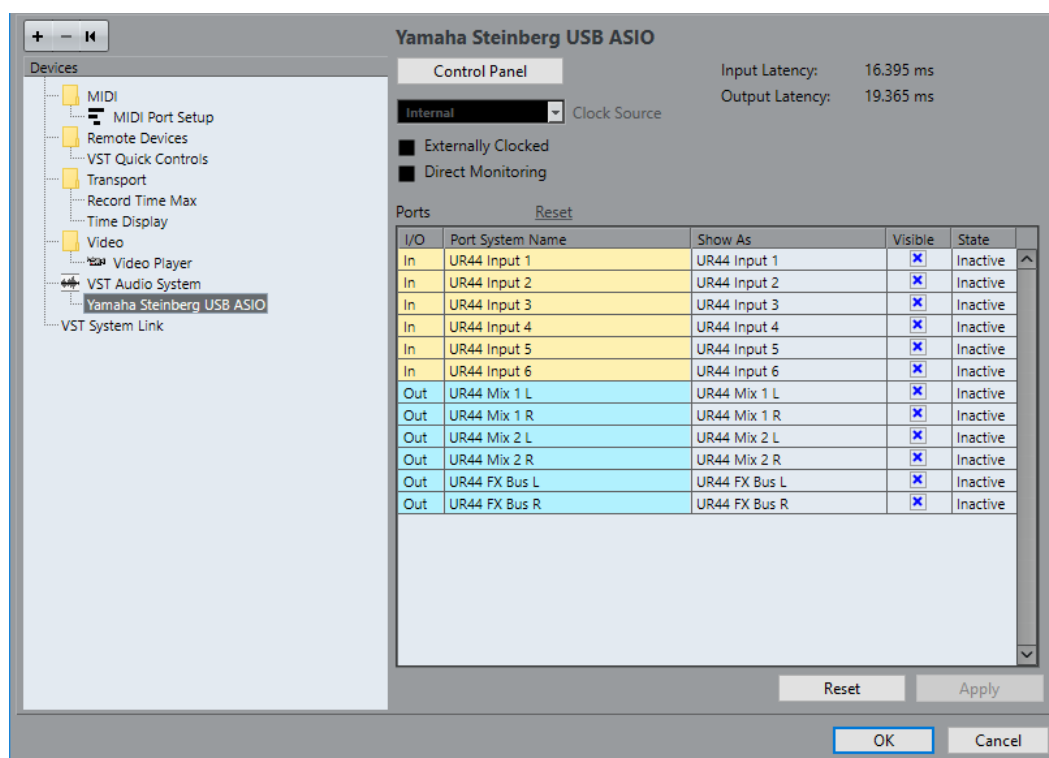 Yamaha Steinberg USB ASIO
Devices
MIDI
MIDI Port Setup
Remote Devices
VST Quick Controls
Transport
Record Time Max
Time Display
Video
Video Player
VST Audio System
Yamaha Steinberg USB ASIO
VST System Link
Control Panel
Input Latency: 16.395 ms
Output Latency: 19.365 ms
Internal Clock Source
Externally Clocked
Direct Monitoring
Ports Reset
I/O Port System Name Show As Visible State
In UR44 Input 1 UR44 Input 1 Inactive
In UR44 Input 2 UR44 Input 2 Inactive
In UR44 Input 3 UR44 Input 3 Inactive
In UR44 Input 4 UR44 Input 4 Inactive
In UR44 Input 5 UR44 Input 5 Inactive
In UR44 Input 6 UR44 Input 6 Inactive
Out UR44 Mix 1 L UR44 Mix 1 L Inactive
Out UR44 Mix 1 R UR44 Mix 1 R Inactive
Out UR44 Mix 2 L UR44 Mix 2 L Inactive
Out UR44 Mix 2 R UR44 Mix 2 R Inactive
Out UR44 FX Bus L UR44 FX Bus L Inactive
Out UR44 FX Bus R UR44 FX Bus R Inactive
Reset Apply
OK Cancel